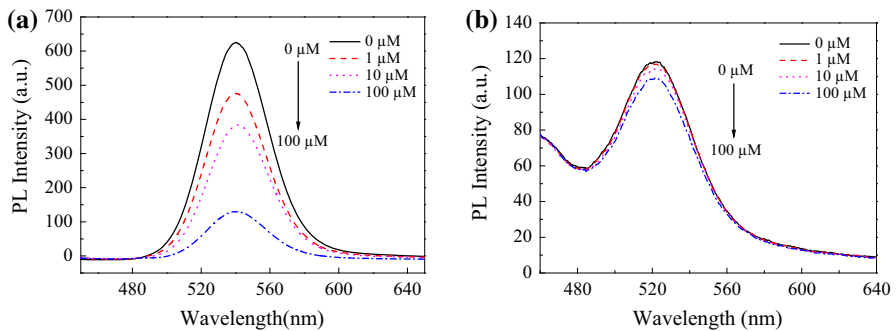 (a)
700
600
500
400
300
200
100
0
PL Intensity (a.u.)
480
520
560
600
640
Wavelength(nm)
0 µM
1 µM
10 µM
100 µM
0 µM
100 µM
(b)
140
120
100
80
60
40
20
0
PL Intensity (a.u.)
480
520
560
600
640
Wavelength(nm)
0 µM
1 µM
10 µM
100 µM
0 µM
100 µM